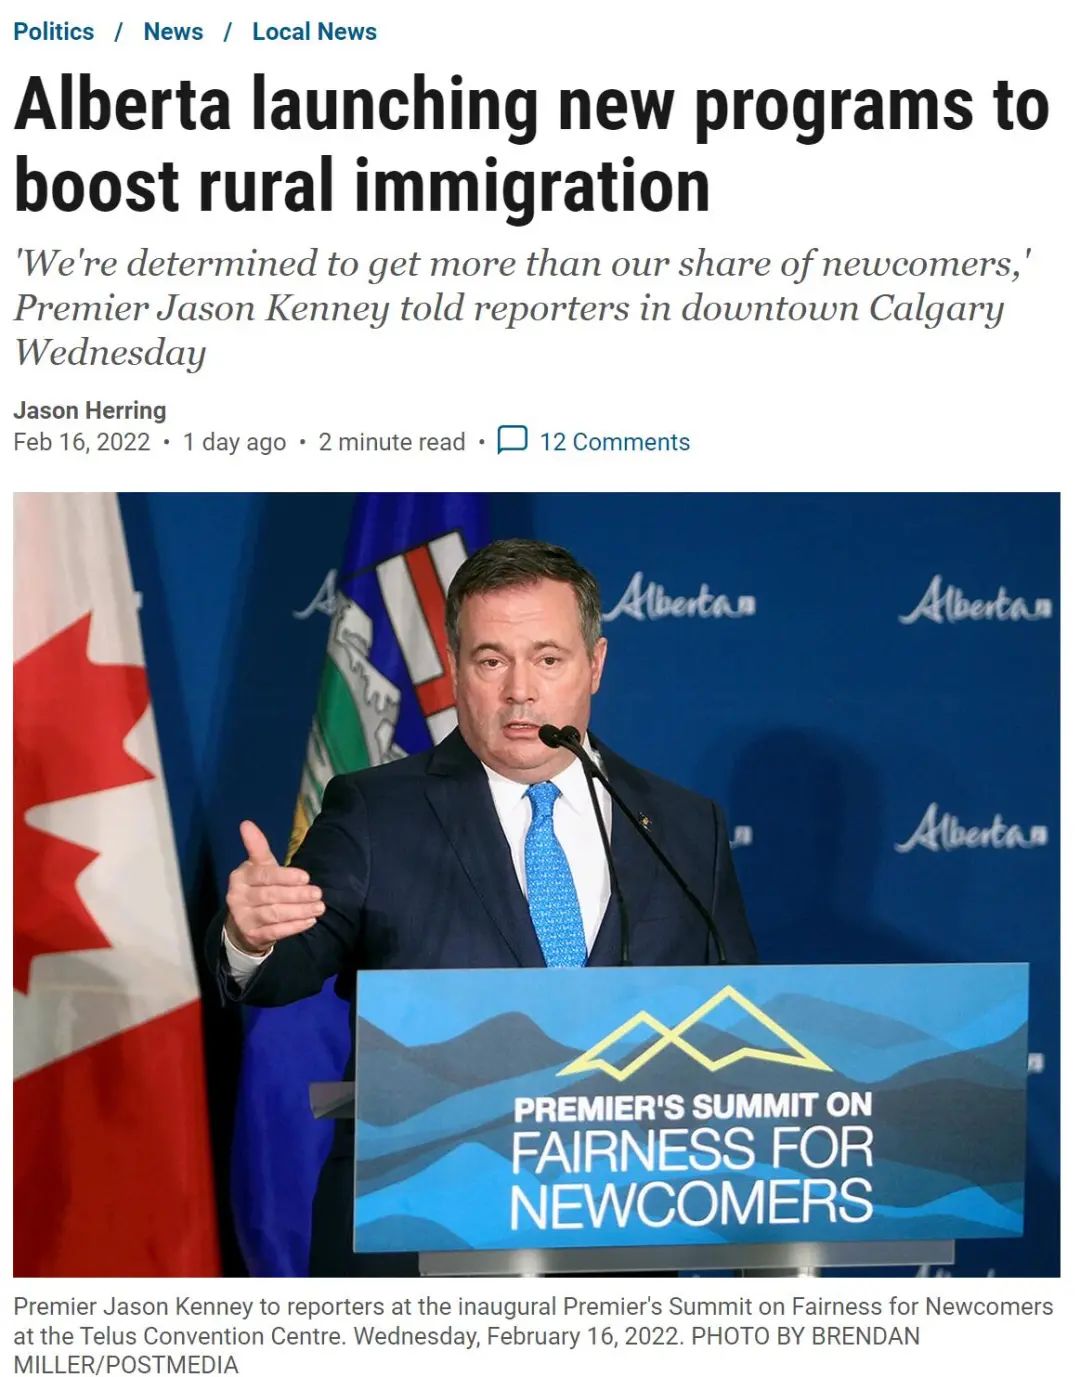 Politics / News / Local News
Alberta launching new programs to
boost rural immigration
'We're determined to get more than our share of newcomers,'
Premier Jason Kenney told reporters in downtown Calgary
Wednesday
Jason Herring
Feb 16, 2022 • 1 day ago • 2 minute read • 12 Comments
Alberta
Alberta
Alberta
PREMIER'S SUMMIT ON
FAIRNESS FOR
NEWCOMERS
Premier Jason Kenney to reporters at the inaugural Premier's Summit on Fairness for Newcomers
at the Telus Convention Centre. Wednesday, February 16, 2022. PHOTO BY BRENDAN
MILLER/POSTMEDIA